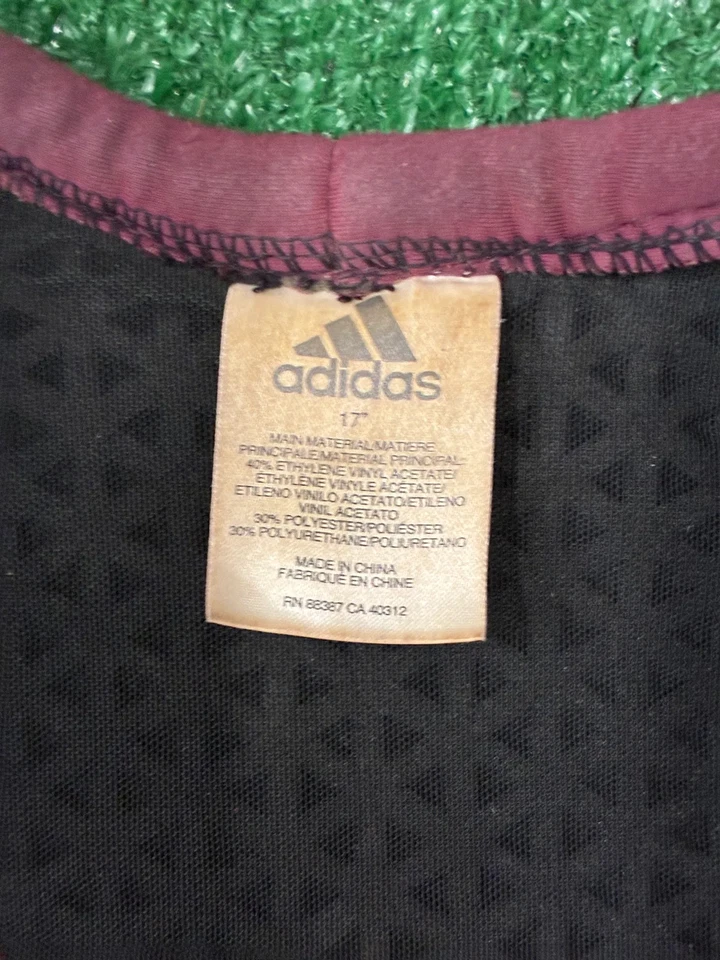 adidas
17"
MAIN MATERIAL/MATIERE
PRINCIPALE/MATERIAL PRINCIPAL:
40% ETHYLENE VINYL ACETATE/
ETHYLÈNE VINYLE ACÉTATE/
ETILENO VINILO ACETATO/ETILENO
VINIL ACETATO
30% POLYESTER/POLIÉSTER
30% POLYURETHANE/POLIURETANO
MADE IN CHINA
FABRIQUÉ EN CHINE
RN 88387 CA 40312